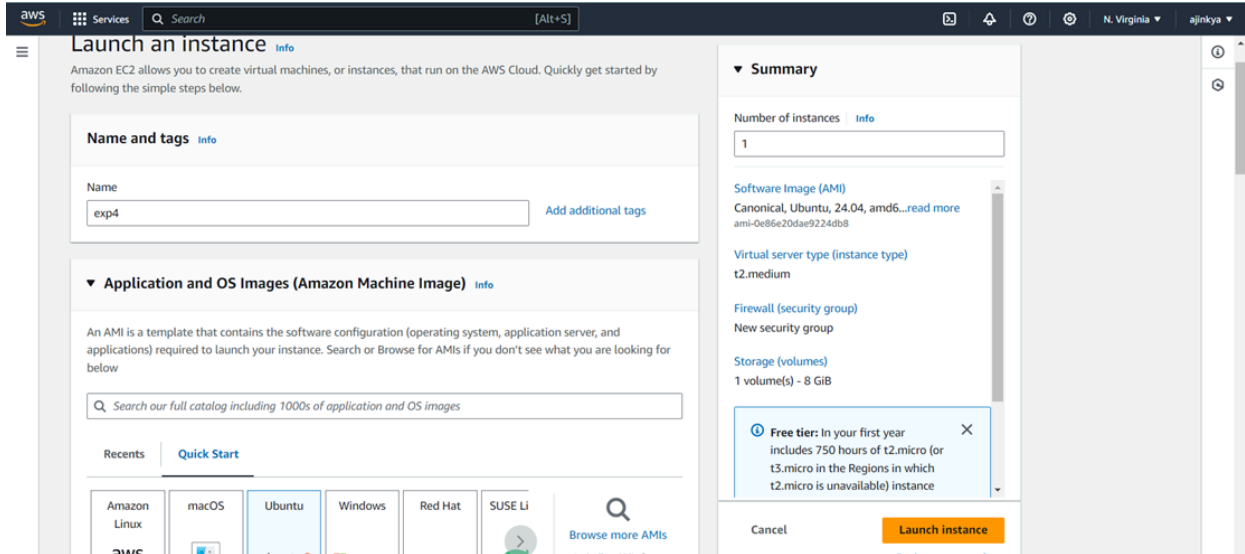 aws
Services
Search
[Alt+S]
N. Virginia
ajinkya
Launch an instance Info
Amazon EC2 allows you to create virtual machines, or instances, that run on the AWS Cloud. Quickly get started by
following the simple steps below.
Name and tags Info
Name
exp4
Add additional tags
Application and OS Images (Amazon Machine Image) Info
An AMI is a template that contains the software configuration (operating system, application server, and
applications) required to launch your instance. Search or Browse for AMIs if you don't see what you are looking for
below
Search our full catalog including 1000s of application and OS images
Recents
Quick Start
Amazon
Linux
aws
macOS
Ubuntu
Windows
Red Hat
SUSE Li
Browse more AMIs
Summary
Number of instances Info
1
Software Image (AMI)
Canonical, Ubuntu, 24.04, amd6...read more
ami-0e86e20dae9224db8
Virtual server type (instance type)
t2.medium
Firewall (security group)
New security group
Storage (volumes)
1 volume(s) - 8 GiB
Free tier: In your first year
includes 750 hours of t2.micro (or
t3.micro in the Regions in which
t2.micro is unavailable) instance
Cancel
Launch instance